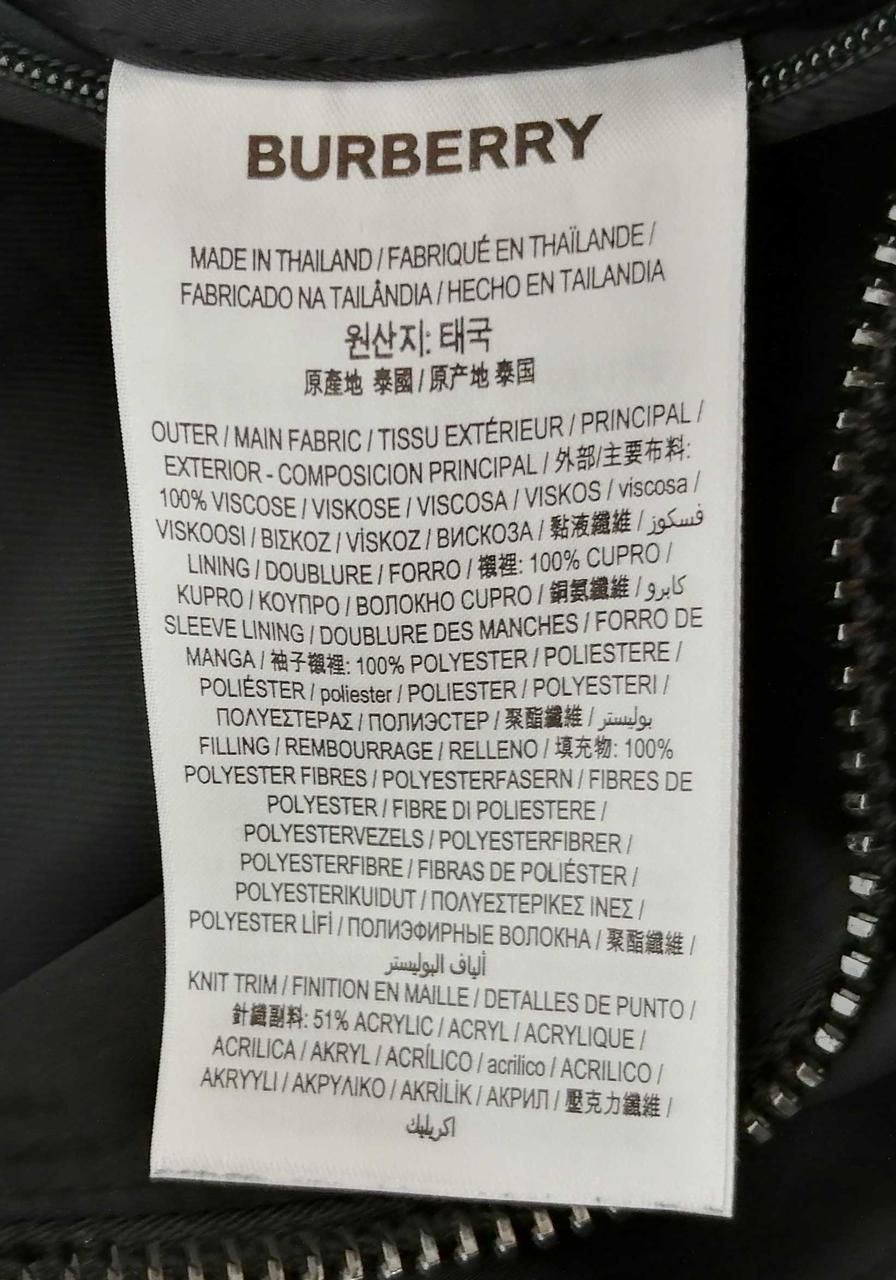 BURBERRY
MADE IN THAILAND / FABRIQUÉ EN THAÏLANDE /
FABRICADO NA TAILÂNDIA / HECHO EN TAILANDIA
원산지: 태국
原產地 泰國 / 原产地 泰国
OUTER / MAIN FABRIC / TISSU EXTÉRIEUR / PRINCIPAL /
EXTERIOR - COMPOSICION PRINCIPAL / 外部/主要布料:
100% VISCOSE / VISKOSE / VISCOSA / VISKOS / viscosa /
VISKOOSI / ΒΙΣΚΟΖ / VİSKOZ / ВИСКОЗА / 黏液纖維 / فسكوز
LINING / DOUBLURE / FORRO / 襯裡: 100% CUPRO /
KUPRO / ΚΟΥΠΡΟ / ВОЛОКНО CUPRO / 銅氨纖維 / كابرو
SLEEVE LINING / DOUBLURE DES MANCHES / FORRO DE
MANGA / 袖子襯裡: 100% POLYESTER / POLIESTERE /
POLIÉSTER / poliester / POLIESTER / POLYESTERI /
ΠΟΛΥΕΣΤΕΡΑΣ / ПОЛИЭСТЕР / 聚酯纖維 / بوليستر
FILLING / REMBOURRAGE / RELLENO / 填充物: 100%
POLYESTER FIBRES / POLYESTERFASERN / FIBRES DE
POLYESTER / FIBRE DI POLIESTERE /
POLYESTERVEZELS / POLYESTERFIBRER /
POLYESTERFIBRE / FIBRAS DE POLIÉSTER /
POLYESTERIKUIDUT / ΠΟΛΥΕΣΤΕΡΙΚΕΣ ΙΝΕΣ /
POLYESTER LİFİ / ПОЛИЭФИРНЫЕ ВОЛОКНА / 聚酯纖維 /
ألياف البوليستر
KNIT TRIM / FINITION EN MAILLE / DETALLES DE PUNTO /
針織副料: 51% ACRYLIC / ACRYL / ACRYLIQUE /
ACRILICA / AKRYL / ACRÍLICO / acrilico / ACRILICO /
AKRYYLI / ΑΚΡΥΛΙΚΟ / AKRİLİK / АКРИЛ / 壓克力纖維 /
اكريليك